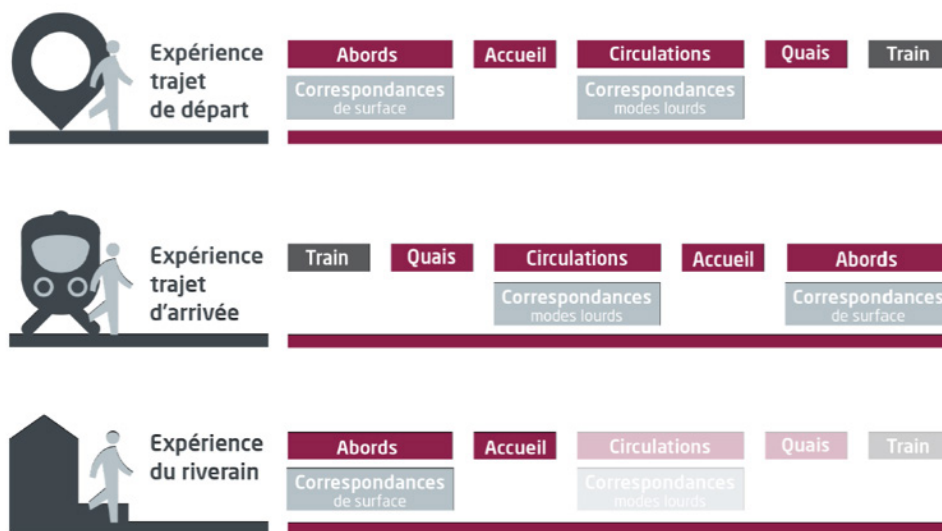 Expérience
trajet
de départ
Abords
Accueil
Circulations
Quais
Train
Correspondances
de surface
Correspondances
modes lourds
Expérience
trajet
d'arrivée
Train
Quais
Circulations
Accueil
Abords
Correspondances
modes lourds
Correspondances
de surface
Expérience
du riverain
Abords
Accueil
Circulations
Quais
Train
Correspondances
de surface
Correspondances
modes lourds